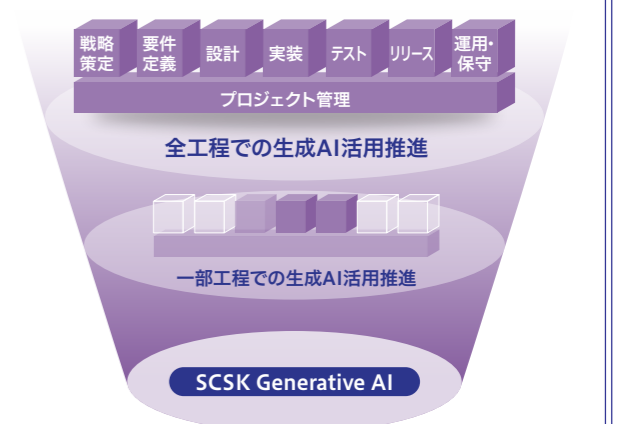 戦略
策定
要件
定義
設計
実装
テスト
リリース
運用・
保守
プロジェクト管理
全工程での生成AI活用推進
一部工程での生成AI活用推進
SCSK Generative AI